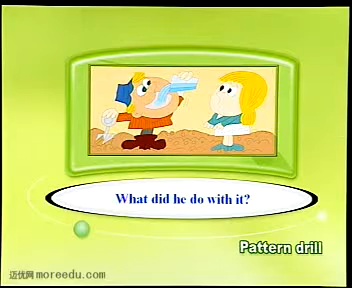 What did he do with it?
Pattern drill
迈优网 moreedu.com